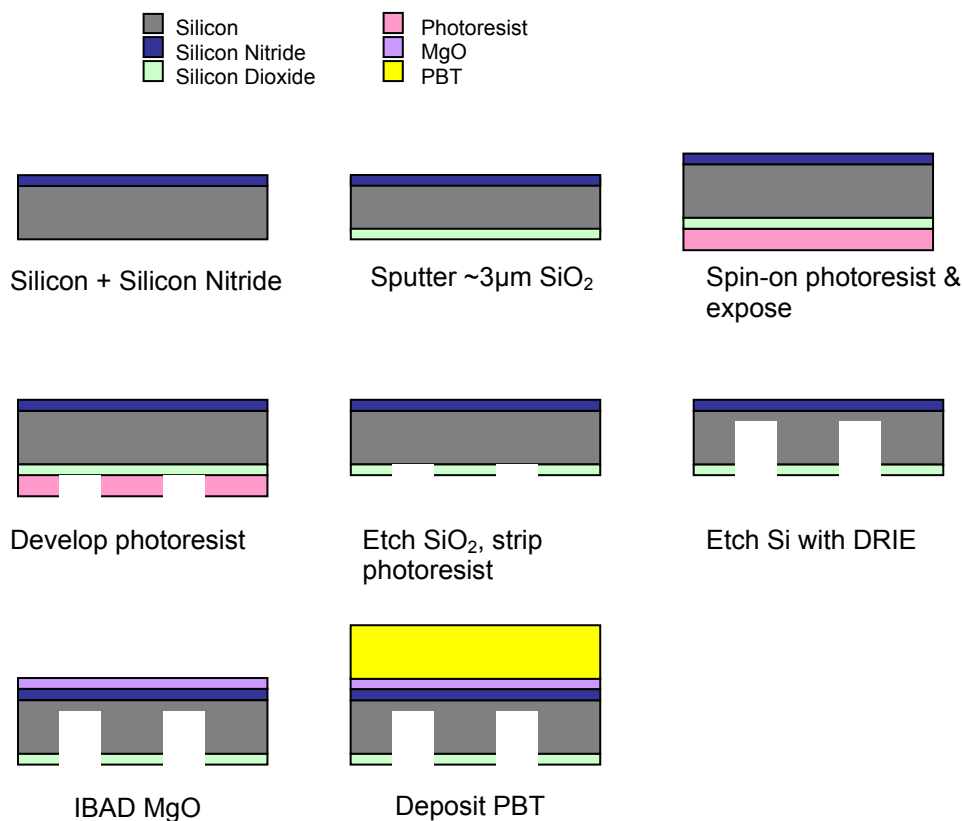 Silicon
Silicon Nitride
Silicon Dioxide
Photoresist
MgO
PBT
Silicon + Silicon Nitride
Sputter ~3µm SiO₂
Spin-on photoresist &
expose
Develop photoresist
Etch SiO₂, strip
photoresist
Etch Si with DRIE
IBAD MgO
Deposit PBT